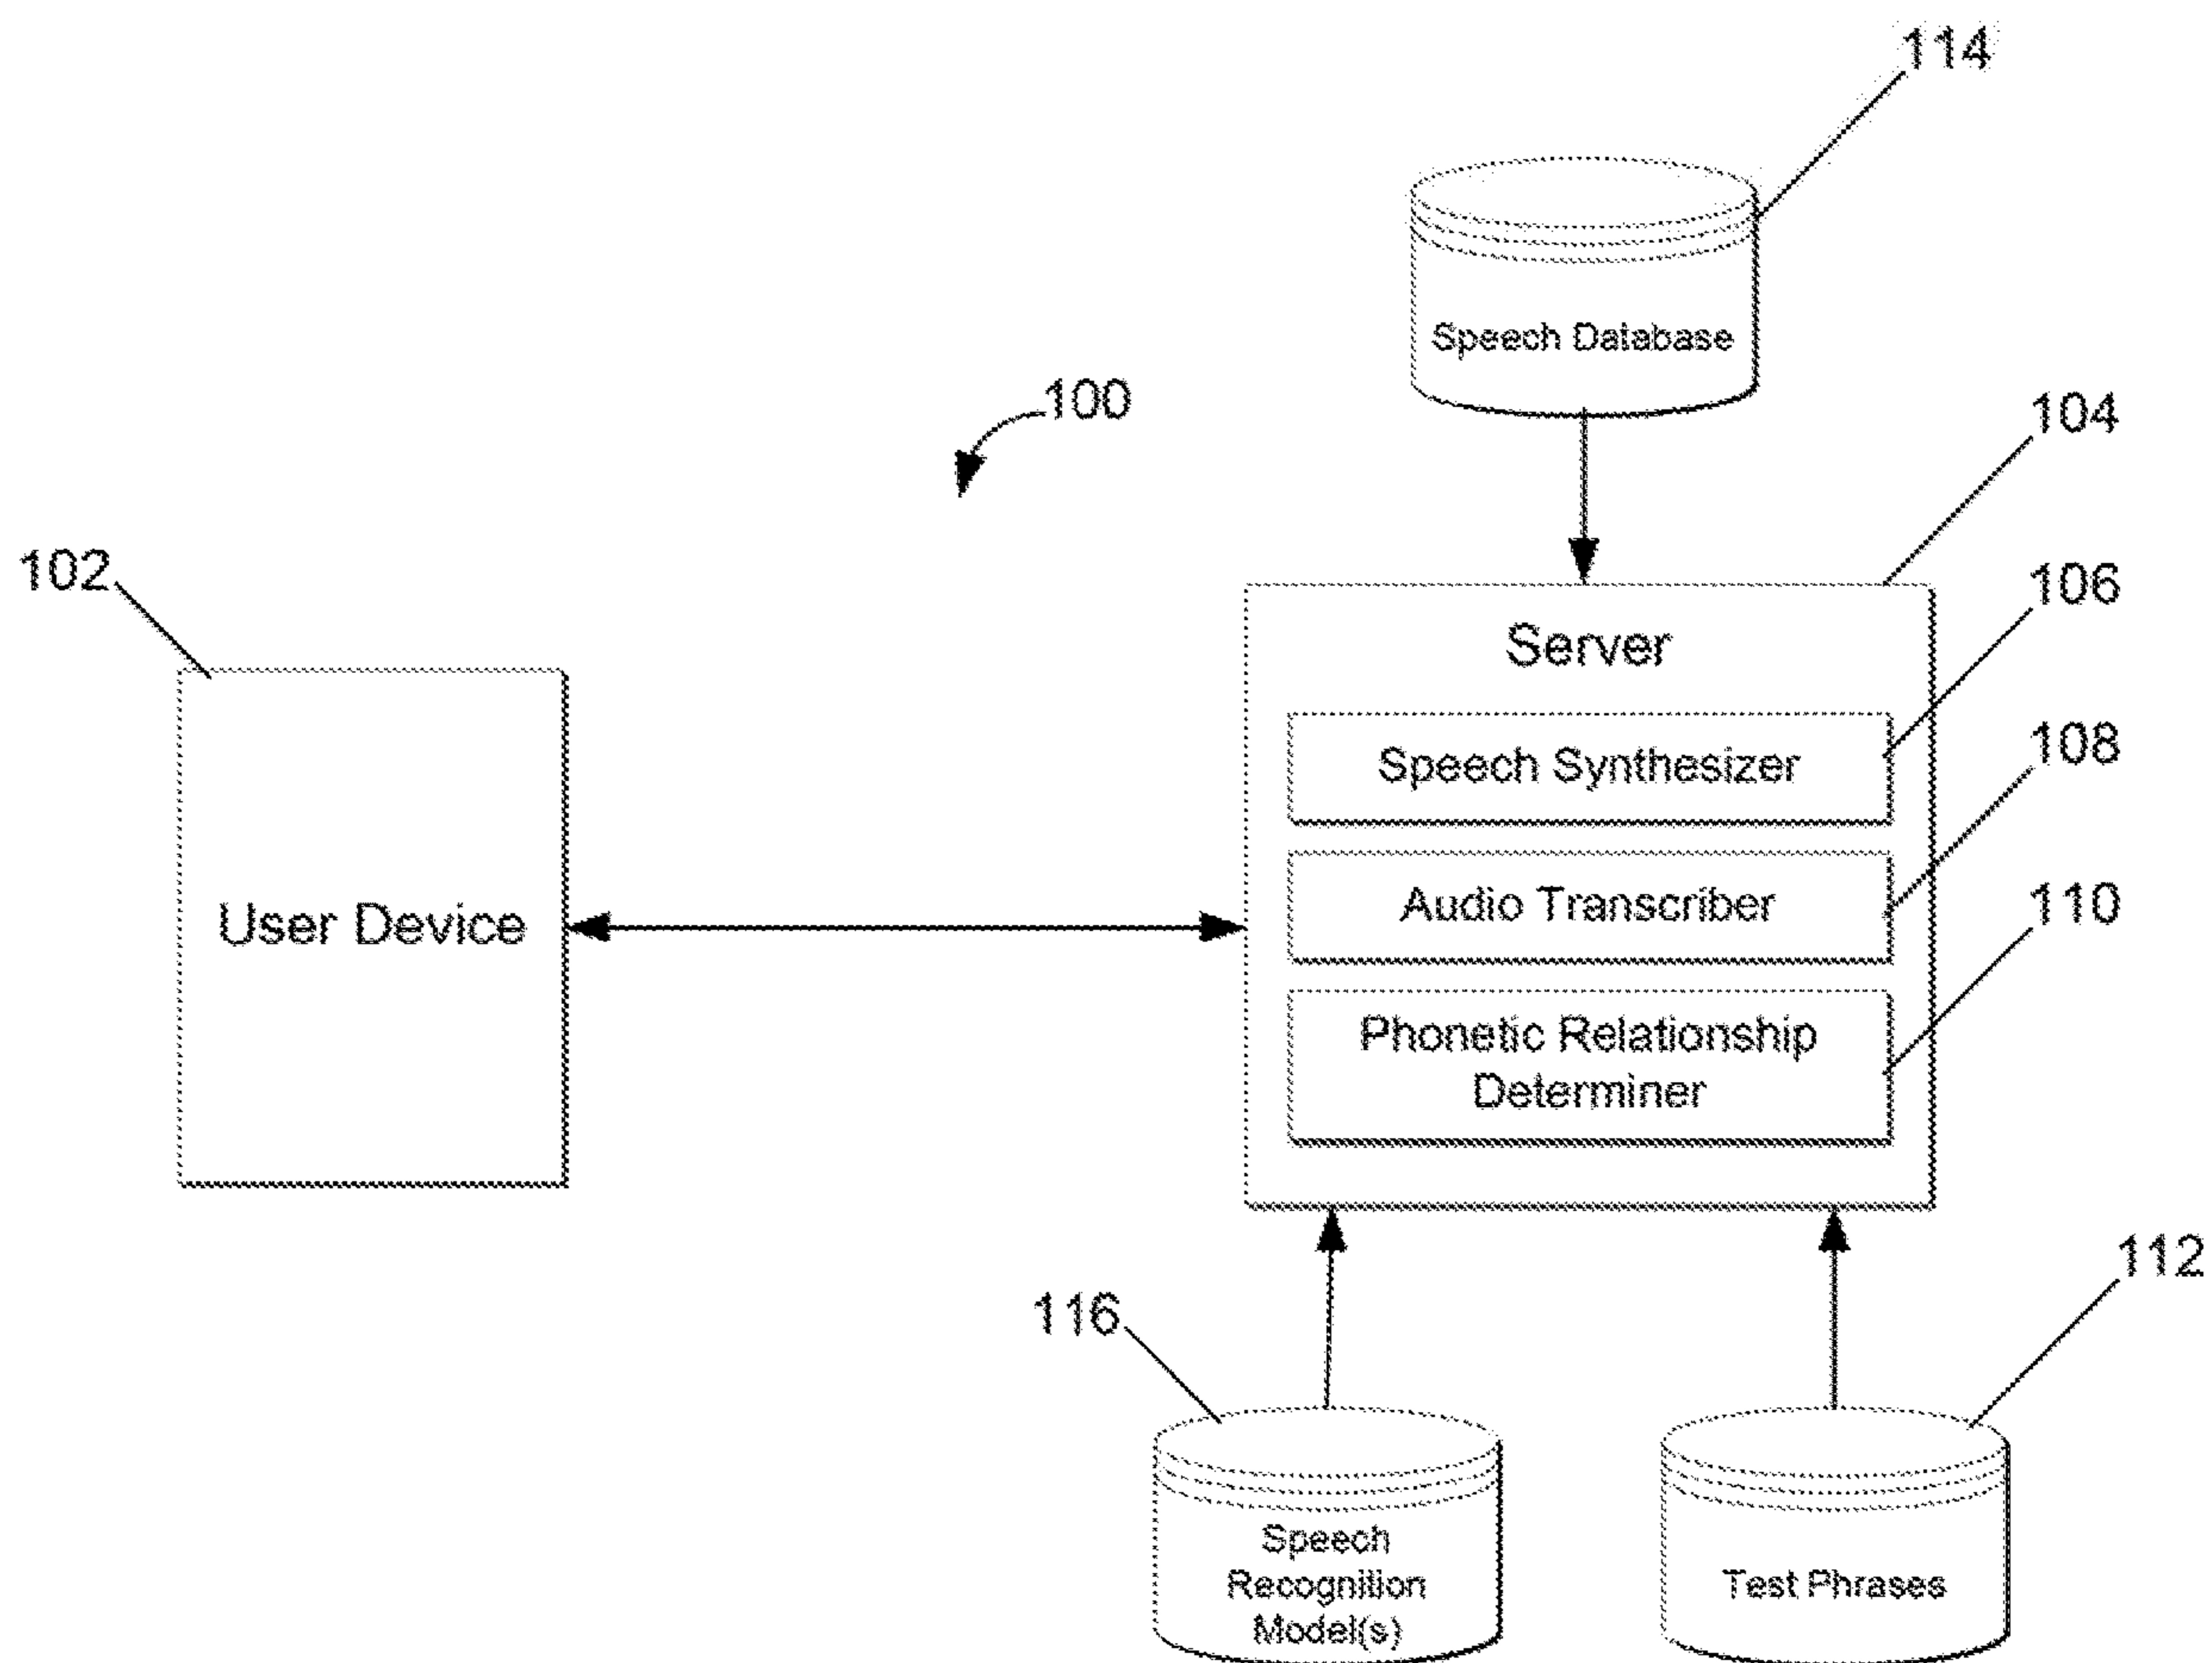 114
Speech Database
100
104
102
106
Server
Speech Synthesizer
108
Audio Transcriber
110
User Device
Phonetic Relationship
Determiner
112
116
Speech
Recognition
Model(s)
Test Phrases